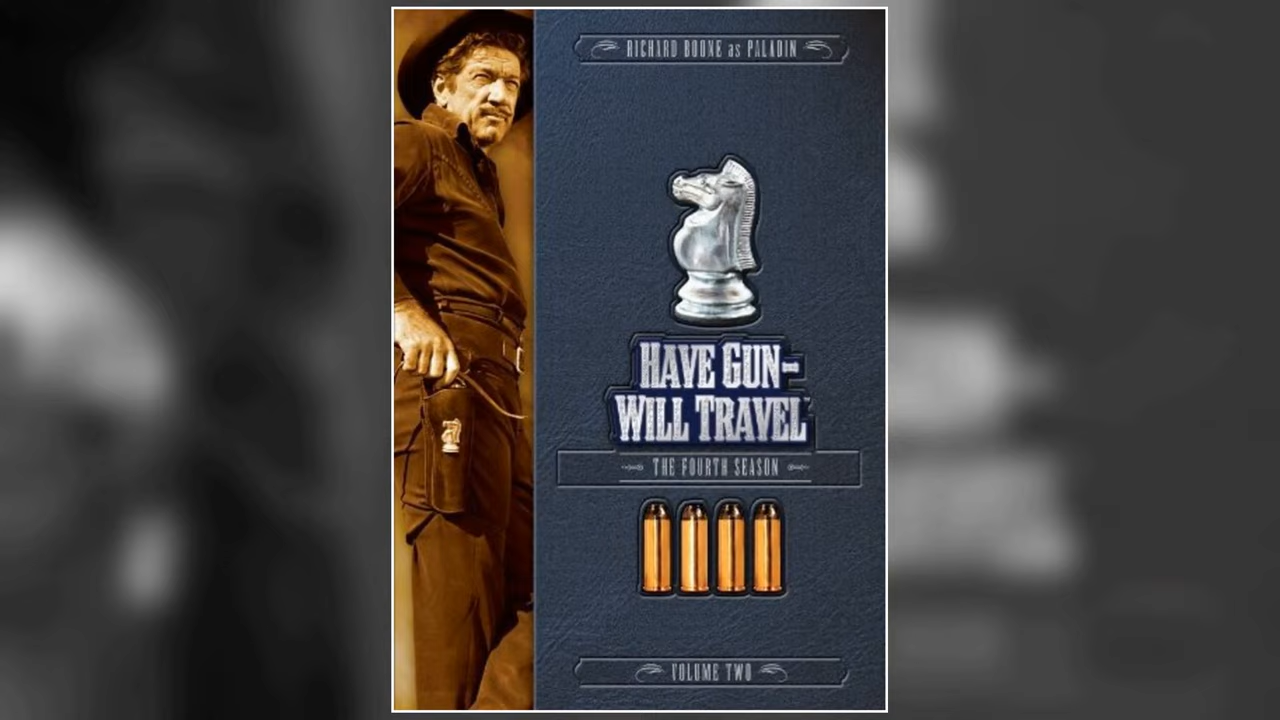 RICHARD BOONE as PALADIN
HAVE GUN-
WILL TRAVEL
THE FOURTH SEASON
VOLUME TWO